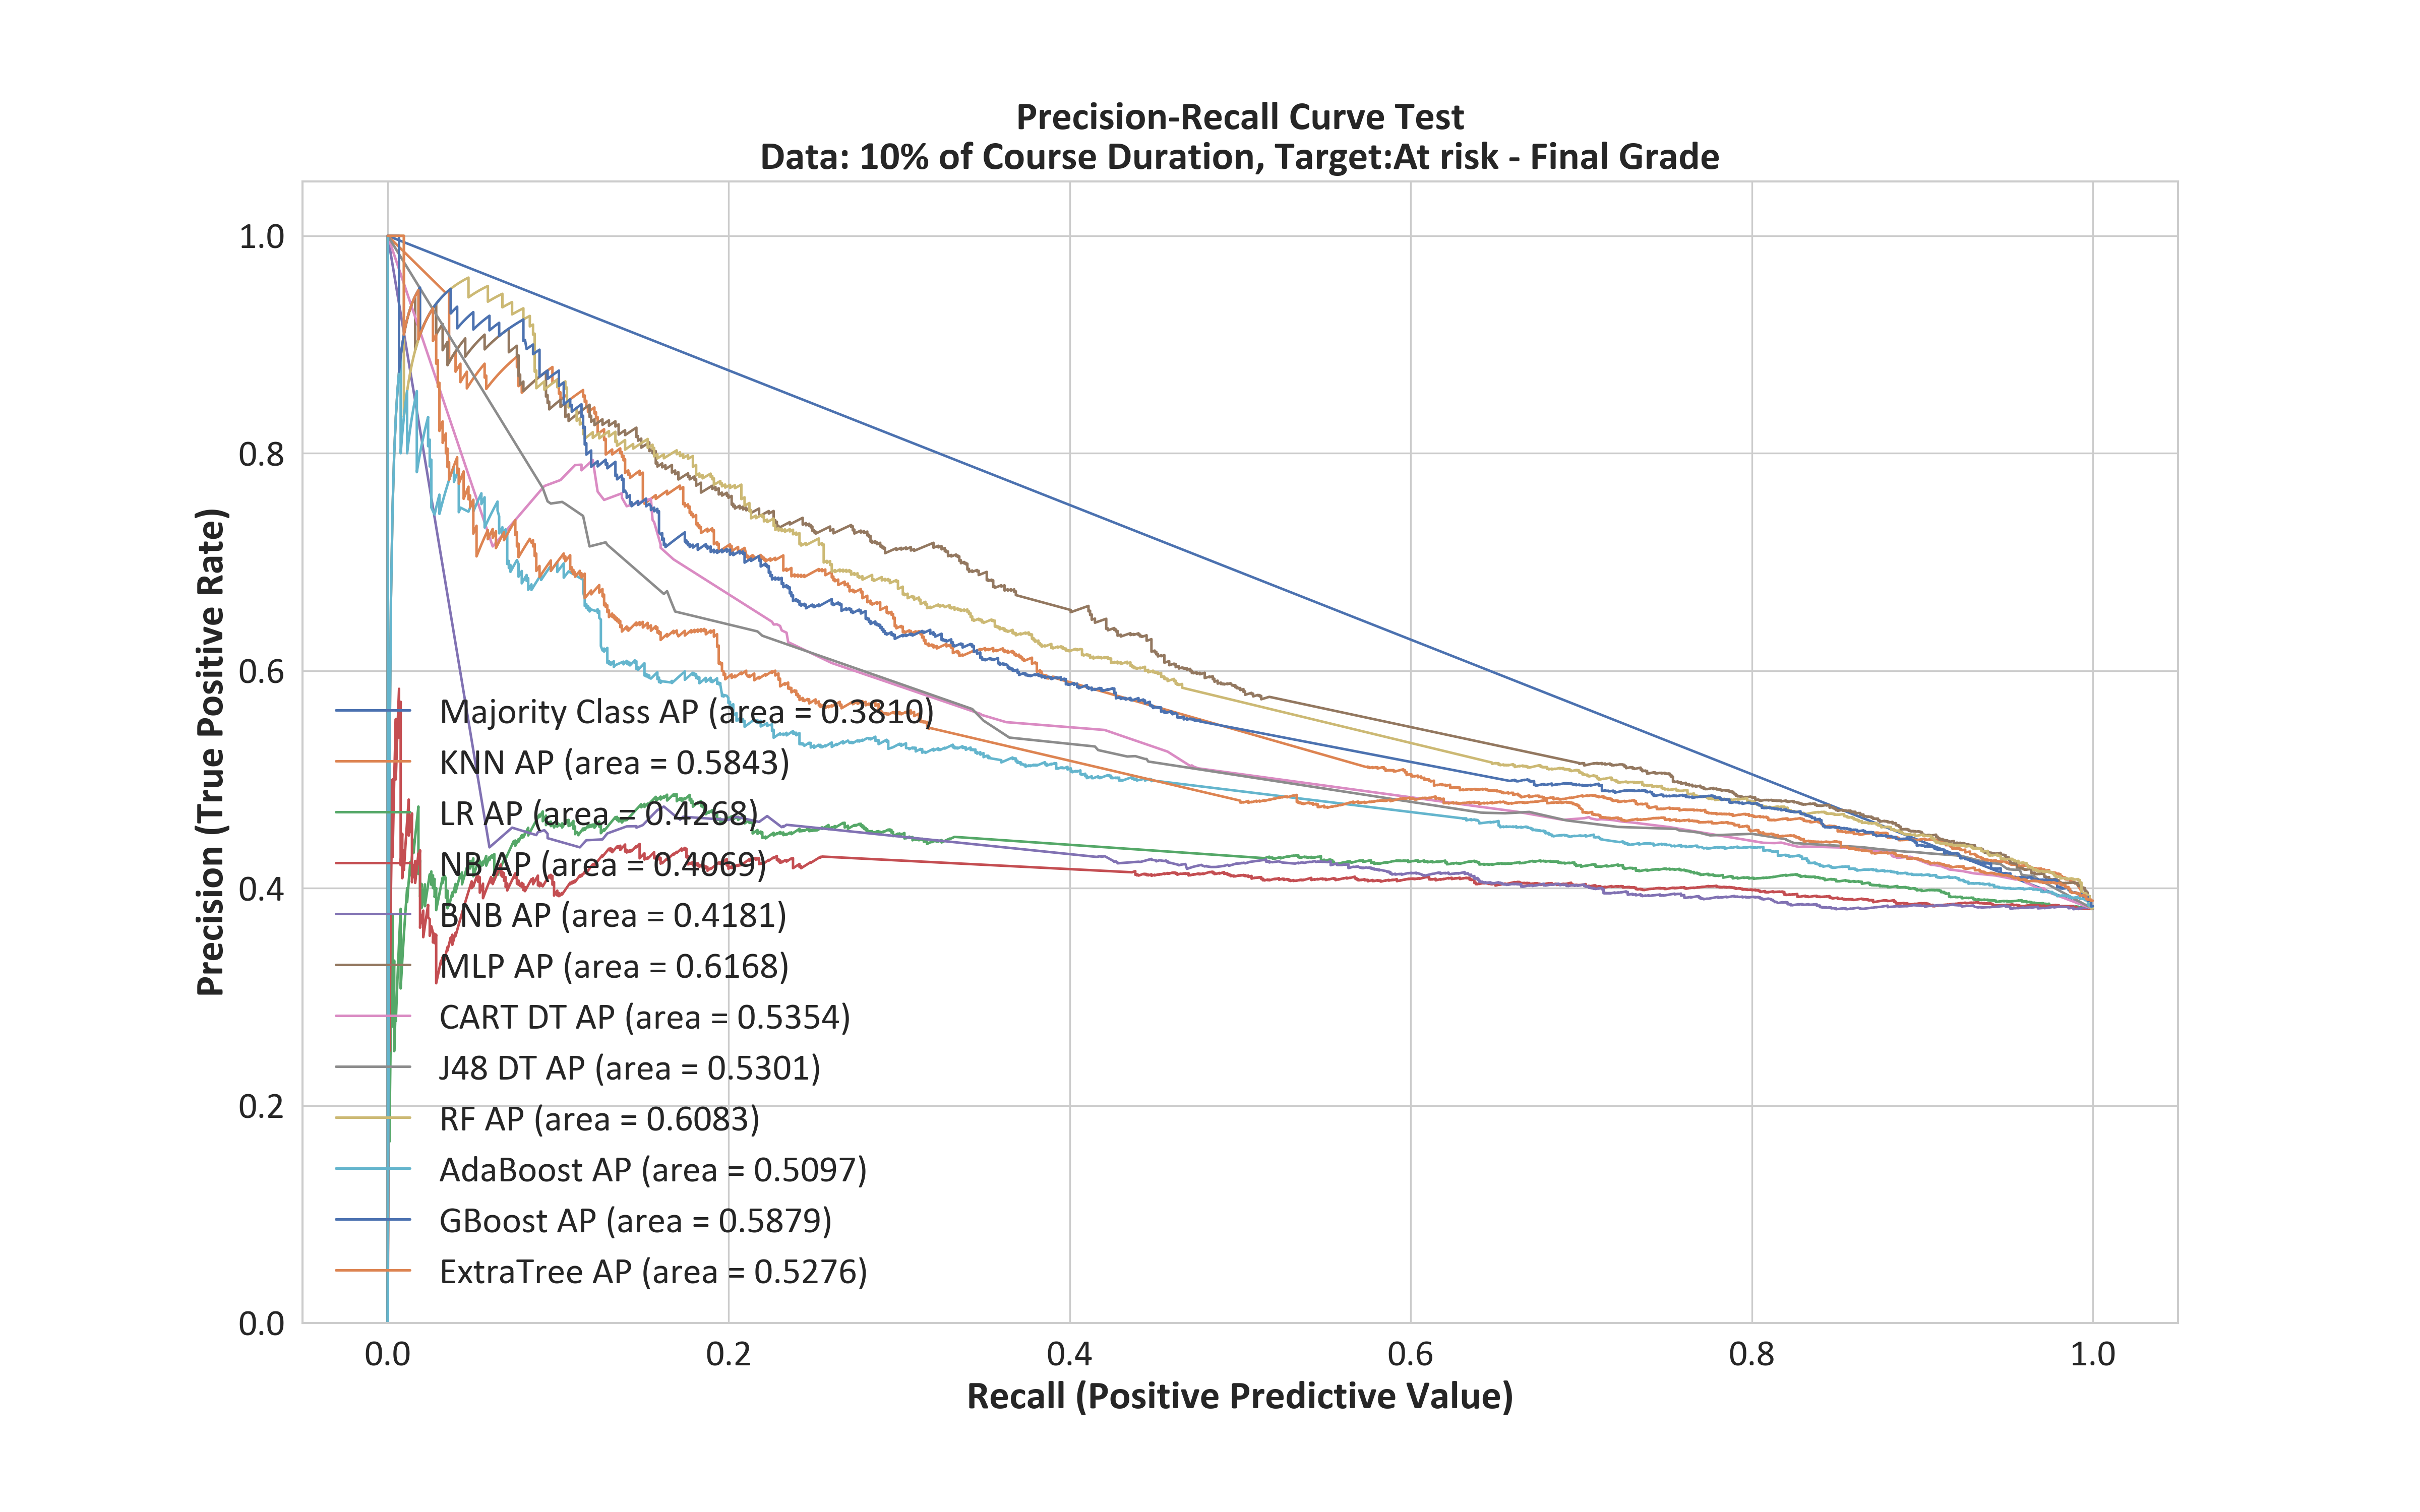 Precision-Recall Curve Test
Data: 10% of Course Duration, Target:At risk - Final Grade
1.0
0.8
0.6
0.4
0.2
0.0
Precision (True Positive Rate)
Majority Class AP (area = 0.3810)
KNN AP (area = 0.5843)
LR AP (area = 0.4268)
NB AP (area = 0.4069)
BNB AP (area = 0.4181)
MLP AP (area = 0.6168)
CART DT AP (area = 0.5354)
J48 DT AP (area = 0.5301)
RF AP (area = 0.6083)
AdaBoost AP (area = 0.5097)
GBoost AP (area = 0.5879)
ExtraTree AP (area = 0.5276)
0.0 0.2 0.4 0.6 0.8 1.0
Recall (Positive Predictive Value)